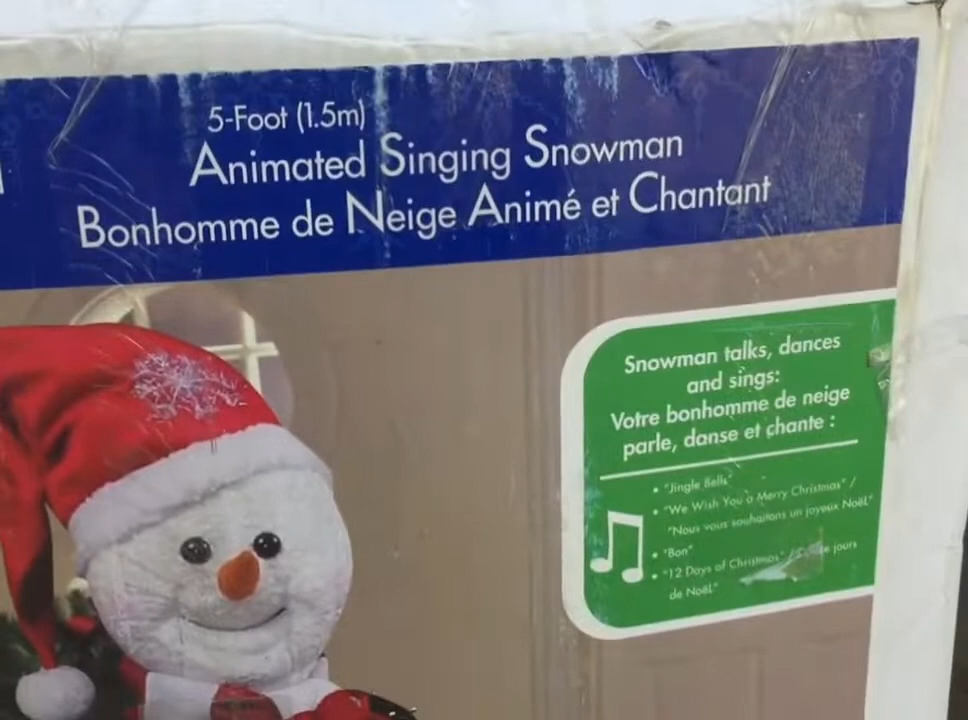 5-Foot (1.5m)
Animated Singing Snowman
Bonhomme de Neige Animé et Chantant
Snowman talks, dances
and sings:
Votre bonhomme de neige
parle, danse et chante :
• "Jingle Bells"
• "We Wish You a Merry Christmas" /
"Nous vous souhaitons un joyeux Noël"
• "Bon"
• "12 Days of Christmas" / jours
de Noël"